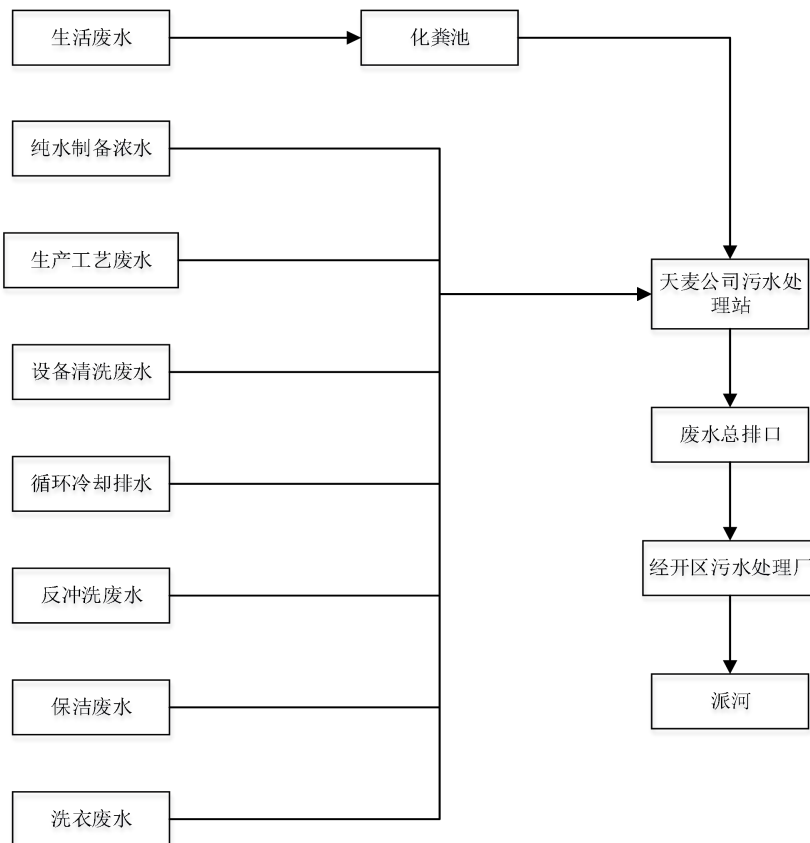 生活废水
化粪池
纯水制备浓水
生产工艺废水
天麦公司污水处
理站
设备清洗废水
废水总排口
循环冷却排水
经开区污水处理厂
反冲洗废水
保洁废水
派河
洗衣废水